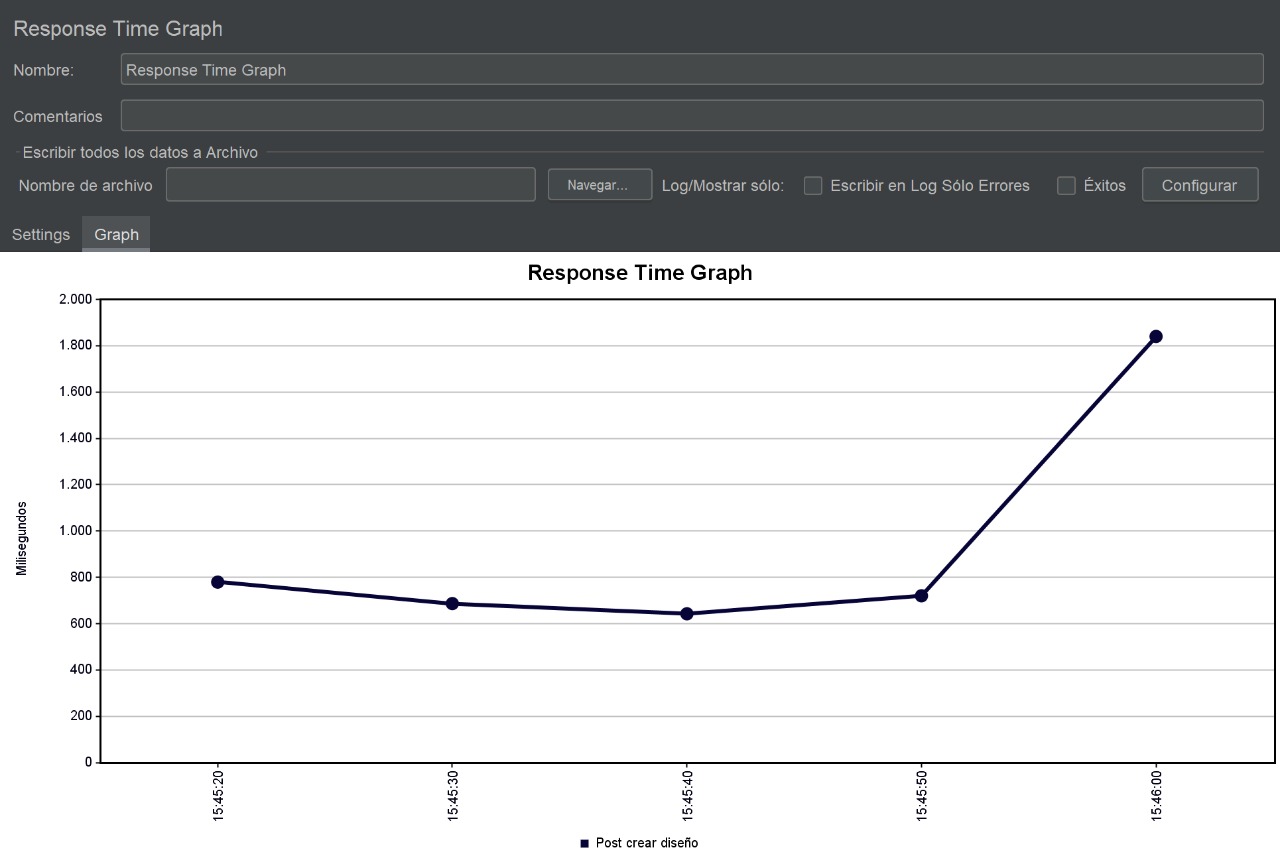 Response Time Graph
Nombre: Response Time Graph
Comentarios
Escribir todos los datos a Archivo
Nombre de archivo Navegar... Log/Mostrar sólo: Escribir en Log Sólo Errores Éxitos Configurar
Settings Graph
Response Time Graph
2.000
1.800
1.600
1.400
1.200
1.000
800
600
400
200
0
Milisegundos
15:45:20 15:45:30 15:45:40 15:45:50 15:46:00
Post crear diseño